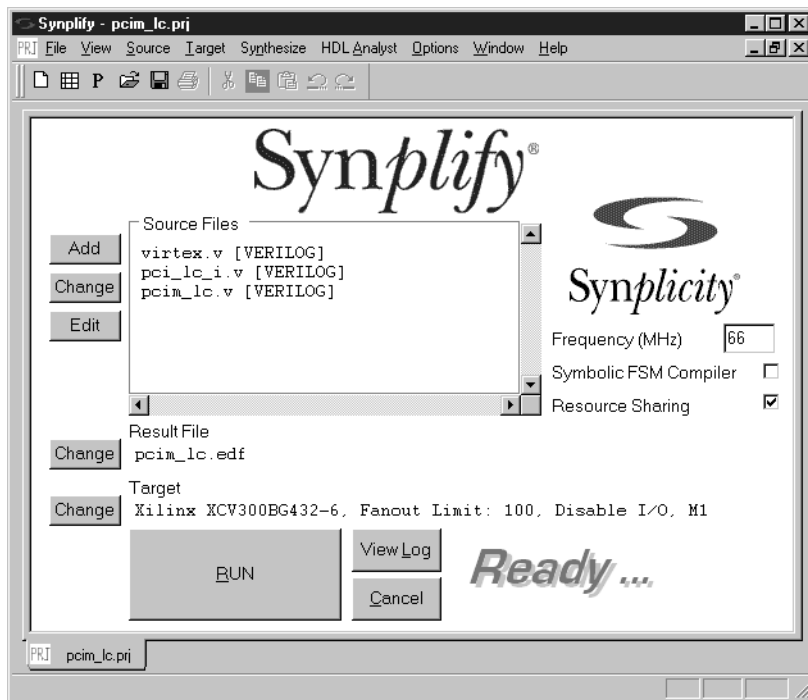 Synplify - pcim_lc.prj
PRJ File View Source Target Synthesize HDL Analyst Options Window Help
P
Synplify®
Source Files
Add
virtex.v [VERILOG]
pci_lc_i.v [VERILOG]
Change
pcim_lc.v [VERILOG]
Edit
Synplicity®
Frequency (MHz) 66
Symbolic FSM Compiler
Resource Sharing
Result File
Change pcim_lc.edf
Target
Change Xilinx XCV300BG432-6, Fanout Limit: 100, Disable I/O, M1
RUN
View Log
Cancel
Ready ...
PRJ pcim_lc.prj